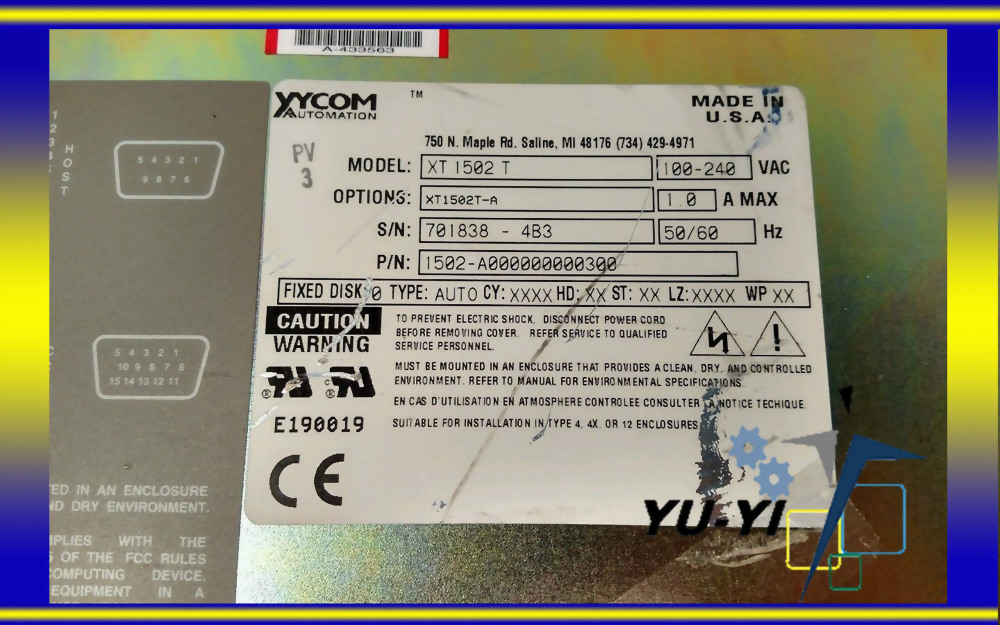 A-433563
XYCOM
AUTOMATION
™
MADE IN
U.S.A.
750 N. Maple Rd. Saline, MI 48176 (734) 429-4971
PV
3
MODEL: XT 1502 T 100-240 VAC
OPTIONS: XT1502T-A 1.0 A MAX
S/N: 701838 - 4B3 50/60 Hz
P/N: 1502-A000000000300
FIXED DISK: 0 TYPE: AUTO CY: XXXX HD: XX ST: XX LZ: XXXX WP XX
CAUTION
WARNING
TO PREVENT ELECTRIC SHOCK, DISCONNECT POWER CORD
BEFORE REMOVING COVER. REFER SERVICE TO QUALIFIED
SERVICE PERSONNEL.
MUST BE MOUNTED IN AN ENCLOSURE THAT PROVIDES A CLEAN, DRY, AND CONTROLLED
ENVIRONMENT. REFER TO MANUAL FOR ENVIRONMENTAL SPECIFICATIONS.
EN CAS D'UTILISATION EN ATMOSPHERE CONTROLEE CONSULTER LA NOTICE TECHIQUE.
SUITABLE FOR INSTALLATION IN TYPE 4, 4X, OR 12 ENCLOSURES
E190019
CE
1
2
3
HOST
5 4 3 2 1
9 8 7 6
5 4 3 2 1
10 9 8 7 6
15 14 13 12 11
IN AN ENCLOSURE
DRY ENVIRONMENT.
WITH THE
OF THE FCC RULES
COMPUTING DEVICE.
EQUIPMENT IN A
YU-YI